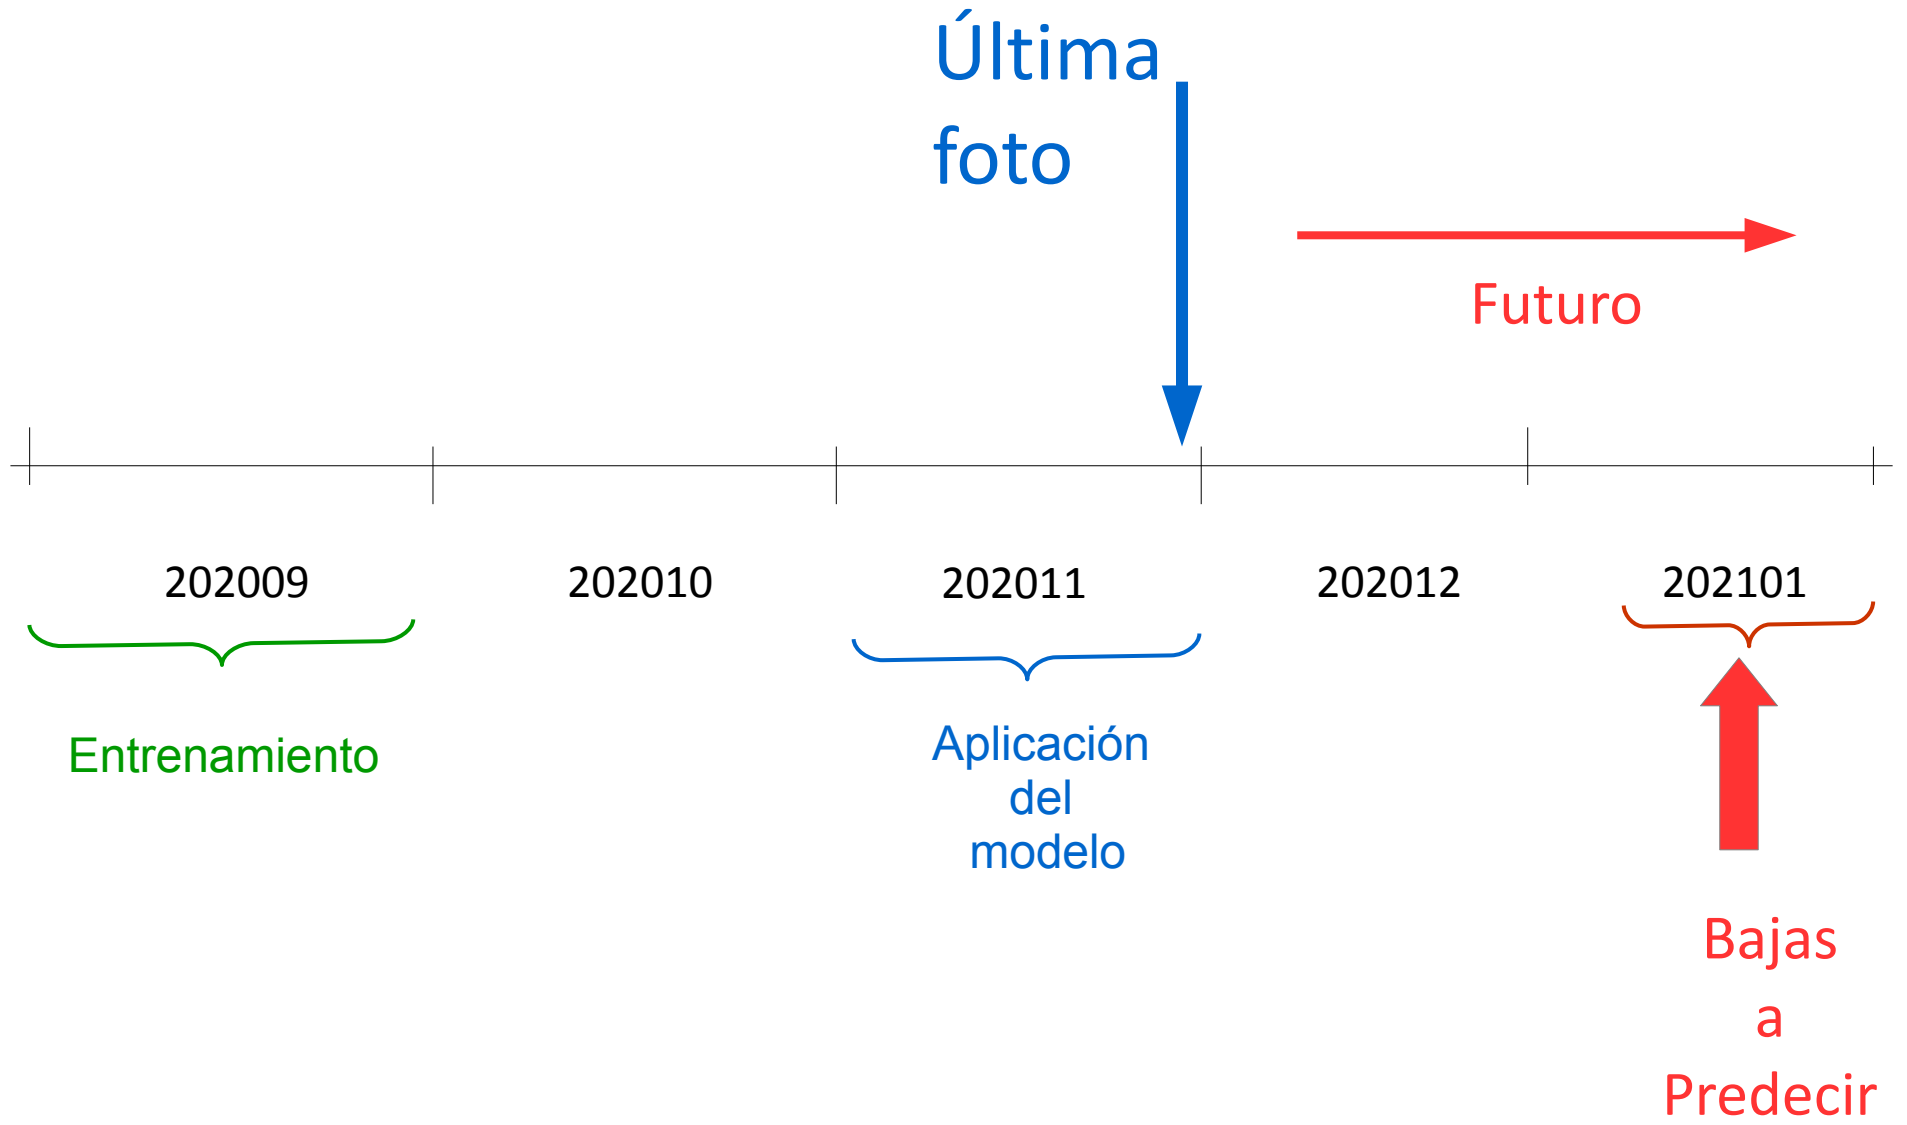 Última
foto
Futuro
202009
202010
202011
202012
202101
Entrenamiento
Aplicación
del
modelo
Bajas
a
Predecir